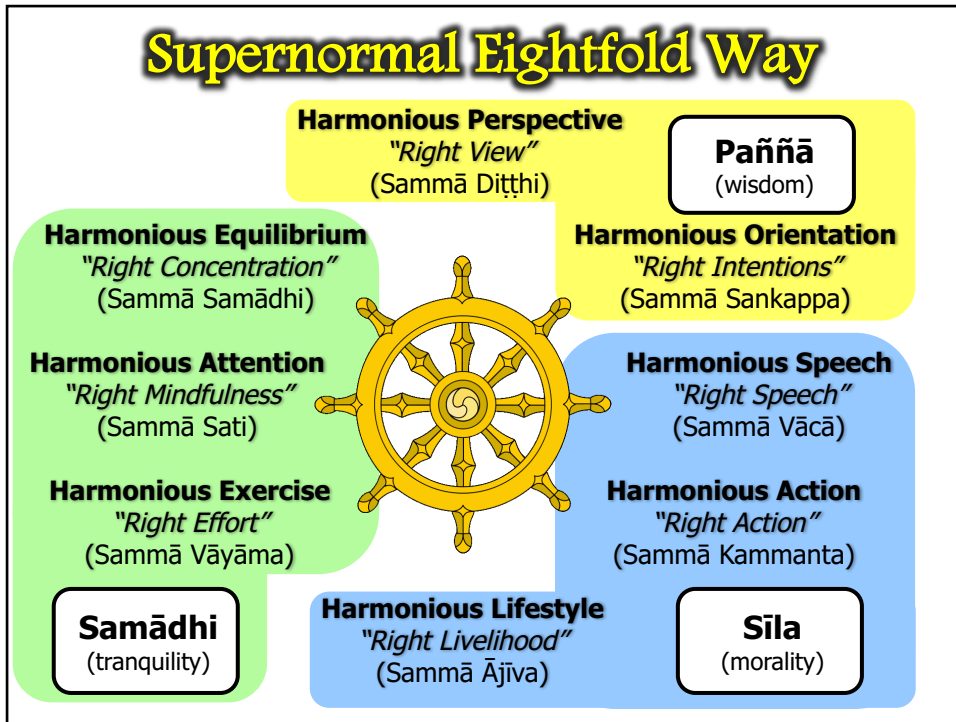 Supernormal Eightfold Way
Harmonious Perspective
"Right View"
(Sammā Diṭṭhi)
Paññā
(wisdom)
Harmonious Orientation
"Right Intentions"
(Sammā Sankappa)
Harmonious Speech
"Right Speech"
(Sammā Vācā)
Harmonious Action
"Right Action"
(Sammā Kammanta)
Sīla
(morality)
Harmonious Lifestyle
"Right Livelihood"
(Sammā Ājīva)
Harmonious Equilibrium
"Right Concentration"
(Sammā Samādhi)
Harmonious Attention
"Right Mindfulness"
(Sammā Sati)
Harmonious Exercise
"Right Effort"
(Sammā Vāyāma)
Samādhi
(tranquility)